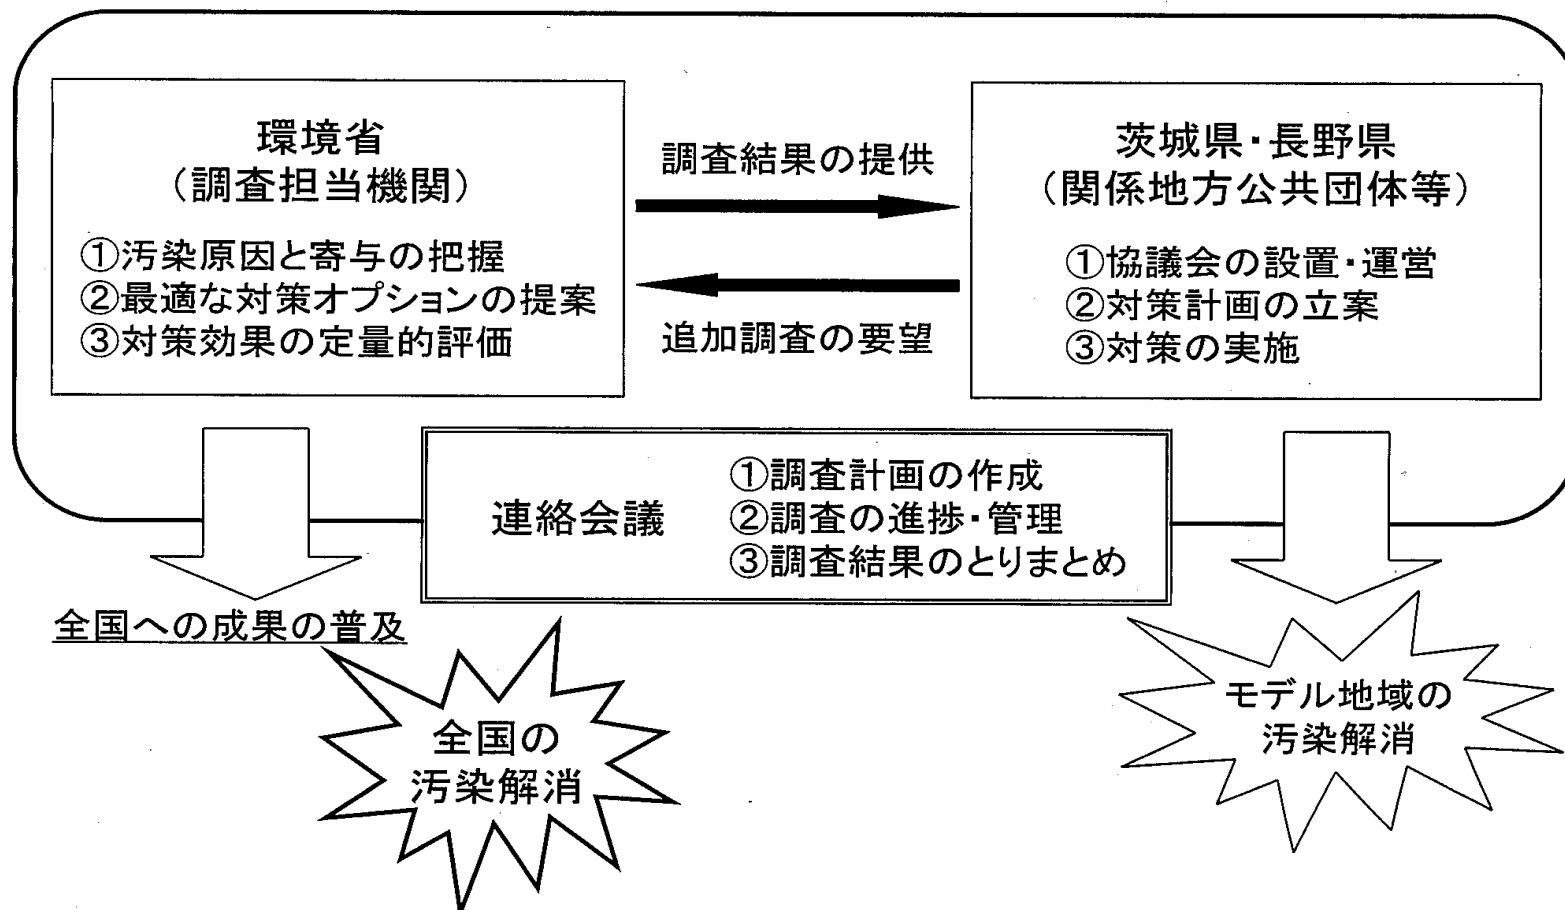 環境省
（調査担当機関）
①汚染原因と寄与の把握
②最適な対策オプションの提案
③対策効果の定量的評価
調査結果の提供
追加調査の要望
茨城県・長野県
（関係地方公共団体等）
①協議会の設置・運営
②対策計画の立案
③対策の実施
連絡会議
①調査計画の作成
②調査の進捗・管理
③調査結果のとりまとめ
全国への成果の普及
全国の
汚染解消
モデル地域の
汚染解消